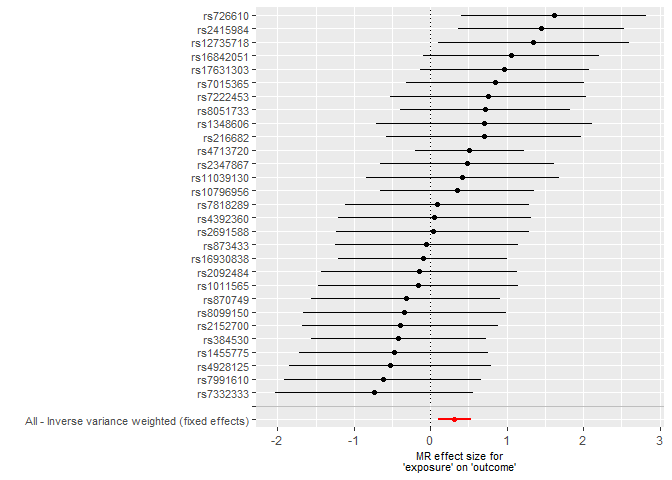 rs726610
rs2415984
rs12735718
rs16842051
rs17631303
rs7015365
rs7222453
rs8051733
rs1348606
rs216682
rs4713720
rs2347867
rs11039130
rs10796956
rs7818289
rs4392360
rs2691588
rs873433
rs16930838
rs2092484
rs1011565
rs870749
rs8099150
rs2152700
rs384530
rs1455775
rs4928125
rs7991610
rs7332333
All - Inverse variance weighted (fixed effects)
-2 -1 0 1 2 3
MR effect size for
'exposure' on 'outcome'